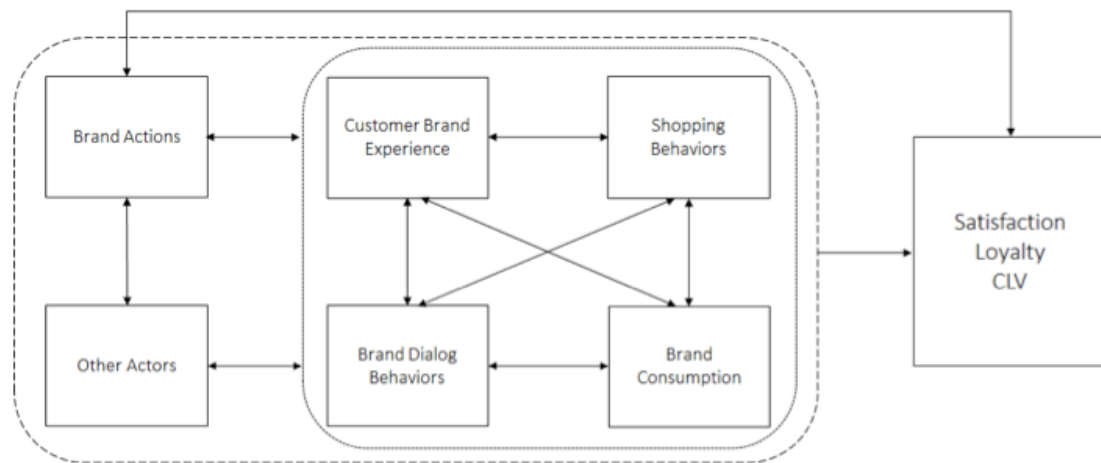 Brand Actions
Customer Brand
Experience
Shopping
Behaviors
Satisfaction
Loyalty
CLV
Other Actors
Brand Dialog
Behaviors
Brand
Consumption